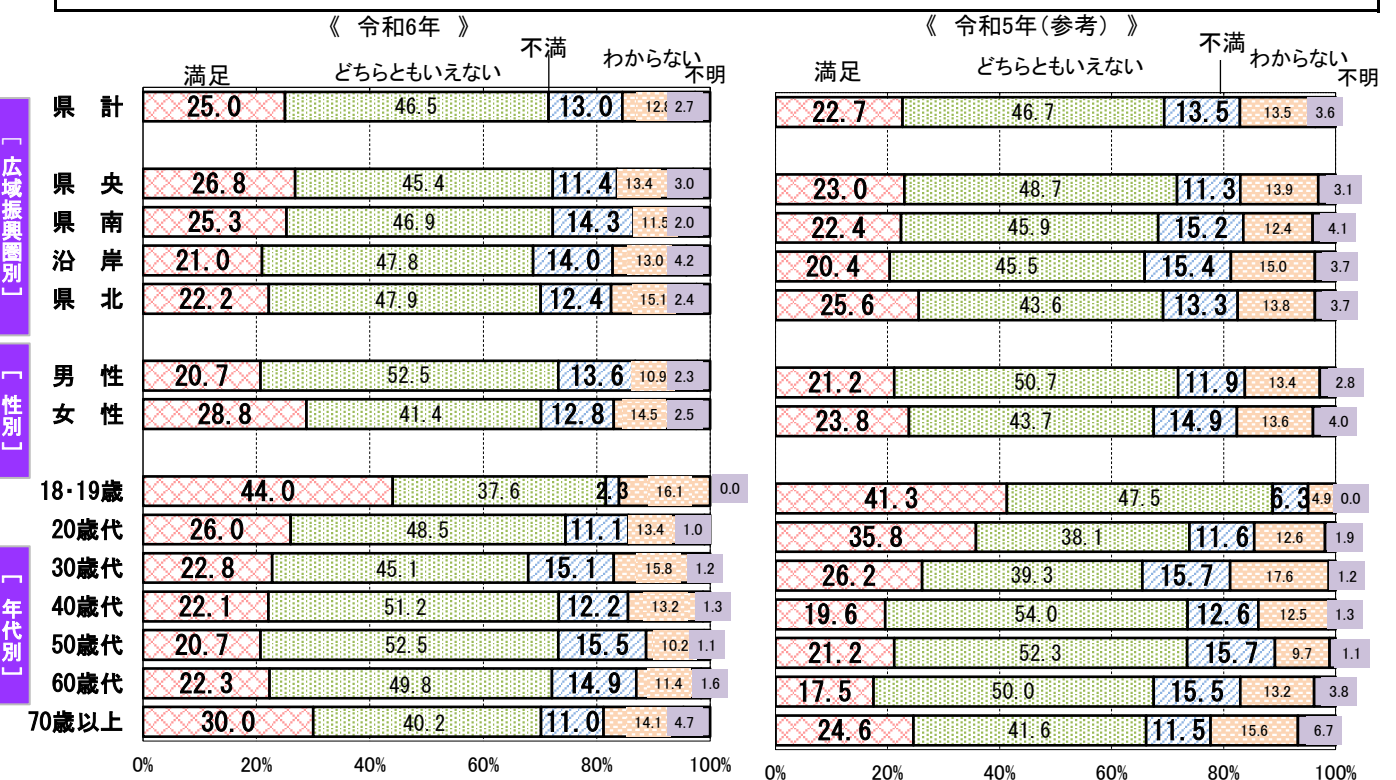 《 令和6年 》
満足 どちらともいえない 不満 わからない 不明
県 計 25.0 46.5 13.0 12.8 2.7
[ 広域振興圏別 ]
県 央 26.8 45.4 11.4 13.4 3.0
県 南 25.3 46.9 14.3 11.5 2.0
沿 岸 21.0 47.8 14.0 13.0 4.2
県 北 22.2 47.9 12.4 15.1 2.4
[ 性別 ]
男 性 20.7 52.5 13.6 10.9 2.3
女 性 28.8 41.4 12.8 14.5 2.5
[ 年代別 ]
18・19歳 44.0 37.6 2.3 16.1 0.0
20歳代 26.0 48.5 11.1 13.4 1.0
30歳代 22.8 45.1 15.1 15.8 1.2
40歳代 22.1 51.2 12.2 13.2 1.3
50歳代 20.7 52.5 15.5 10.2 1.1
60歳代 22.3 49.8 14.9 11.4 1.6
70歳以上 30.0 40.2 11.0 14.1 4.7
0% 20% 40% 60% 80% 100%
《 令和5年(参考) 》
満足 どちらともいえない 不満 わからない 不明
22.7 46.7 13.5 13.5 3.6
23.0 48.7 11.3 13.9 3.1
22.4 45.9 15.2 12.4 4.1
20.4 45.5 15.4 15.0 3.7
25.6 43.6 13.3 13.8 3.7
21.2 50.7 11.9 13.4 2.8
23.8 43.7 14.9 13.6 4.0
41.3 47.5 6.3 4.9 0.0
35.8 38.1 11.6 12.6 1.9
26.2 39.3 15.7 17.6 1.2
19.6 54.0 12.6 12.5 1.3
21.2 52.3 15.7 9.7 1.1
17.5 50.0 15.5 13.2 3.8
24.6 41.6 11.5 15.6 6.7
0% 20% 40% 60% 80% 100%